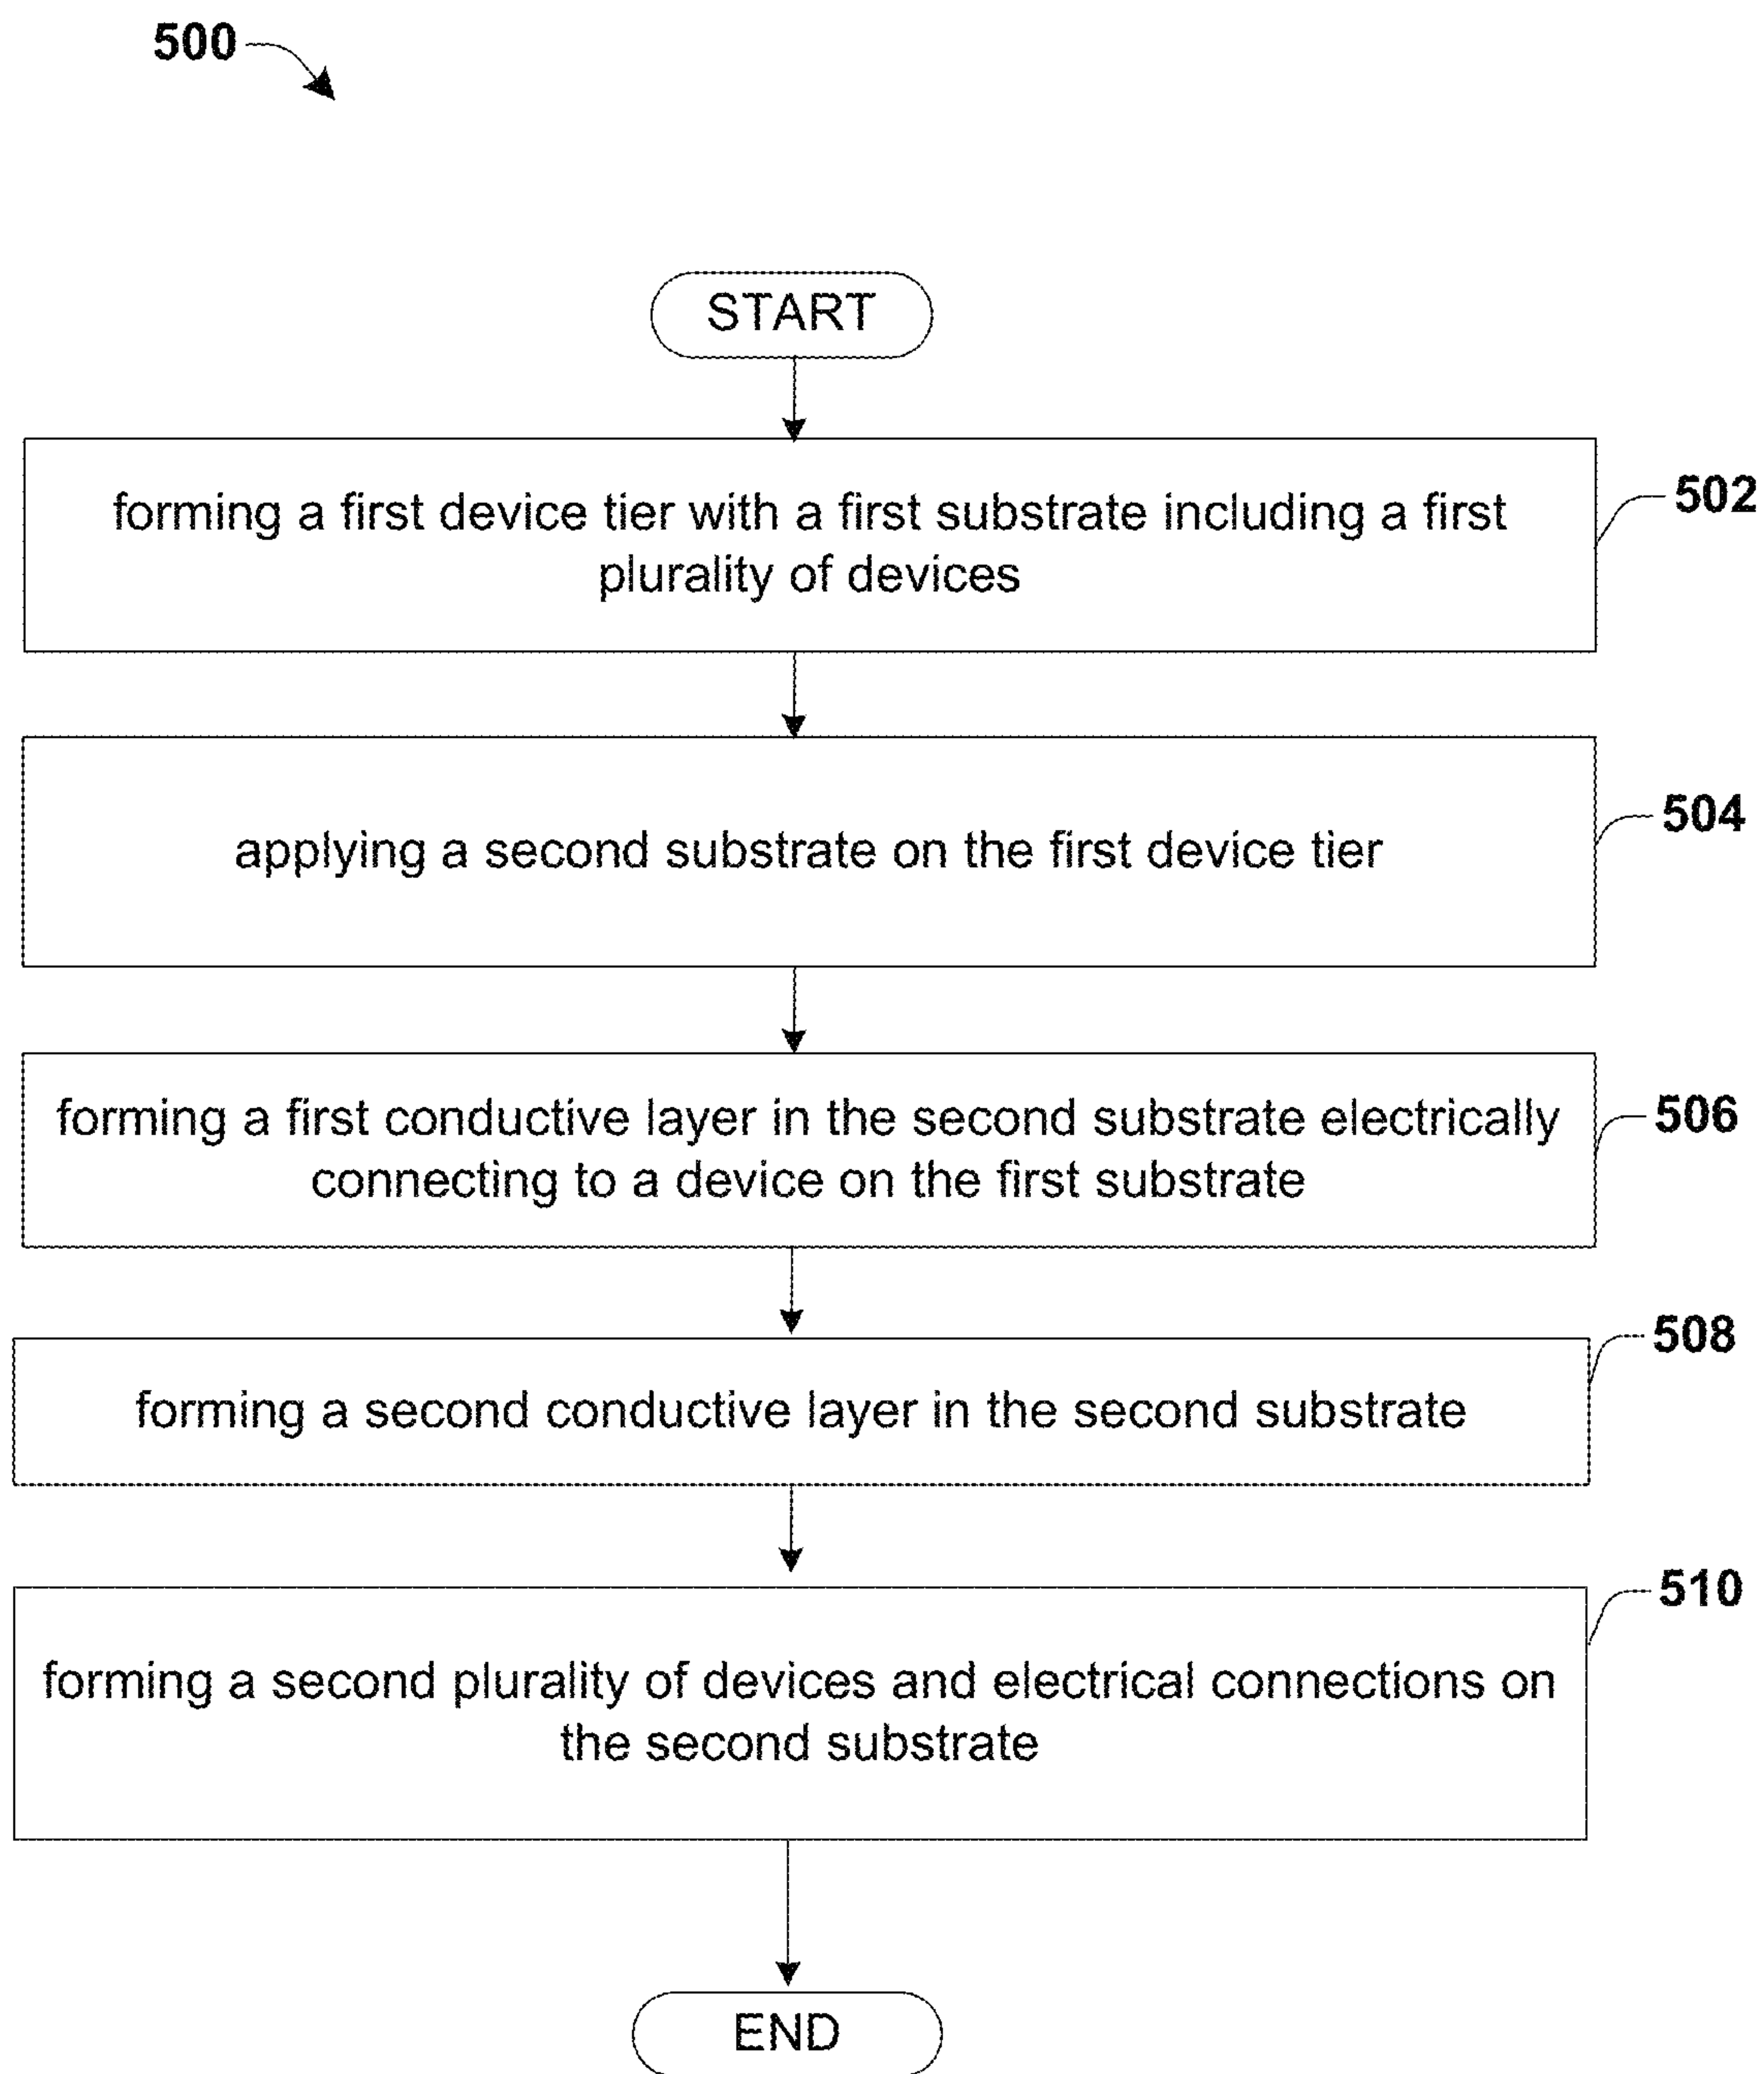 500
START
forming a first device tier with a first substrate including a first
plurality of devices
502
applying a second substrate on the first device tier
504
forming a first conductive layer in the second substrate electrically
connecting to a device on the first substrate
506
forming a second conductive layer in the second substrate
508
forming a second plurality of devices and electrical connections on
the second substrate
510
END